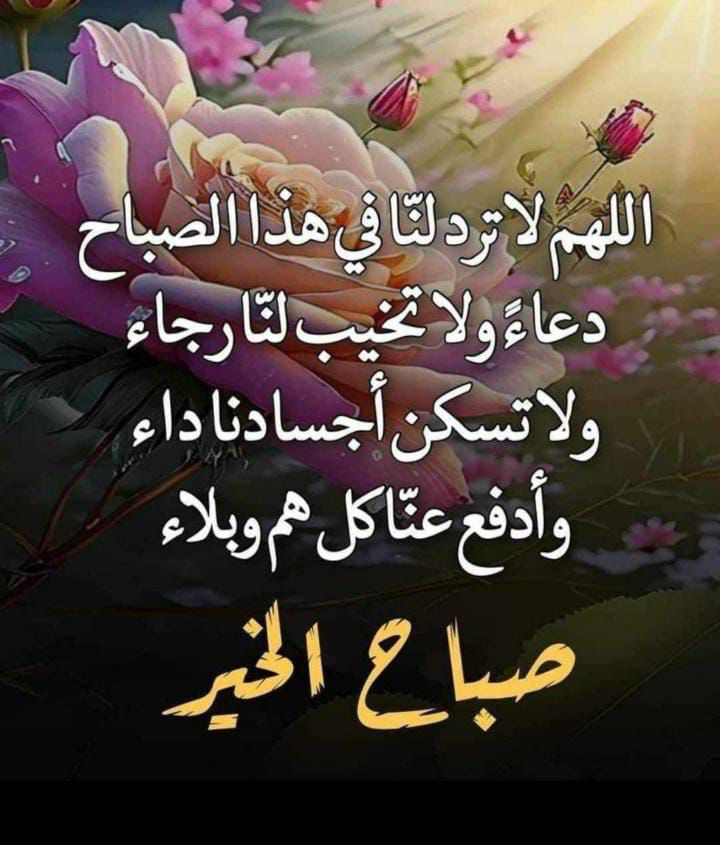 اللهم لا ترد لنّا في هذا الصباح
دعاءً ولا تخيب لنّا رجاء
ولا تسكن أجسادنا داء
وأدفع عنّا كل هم وبلاء
صباح الخير